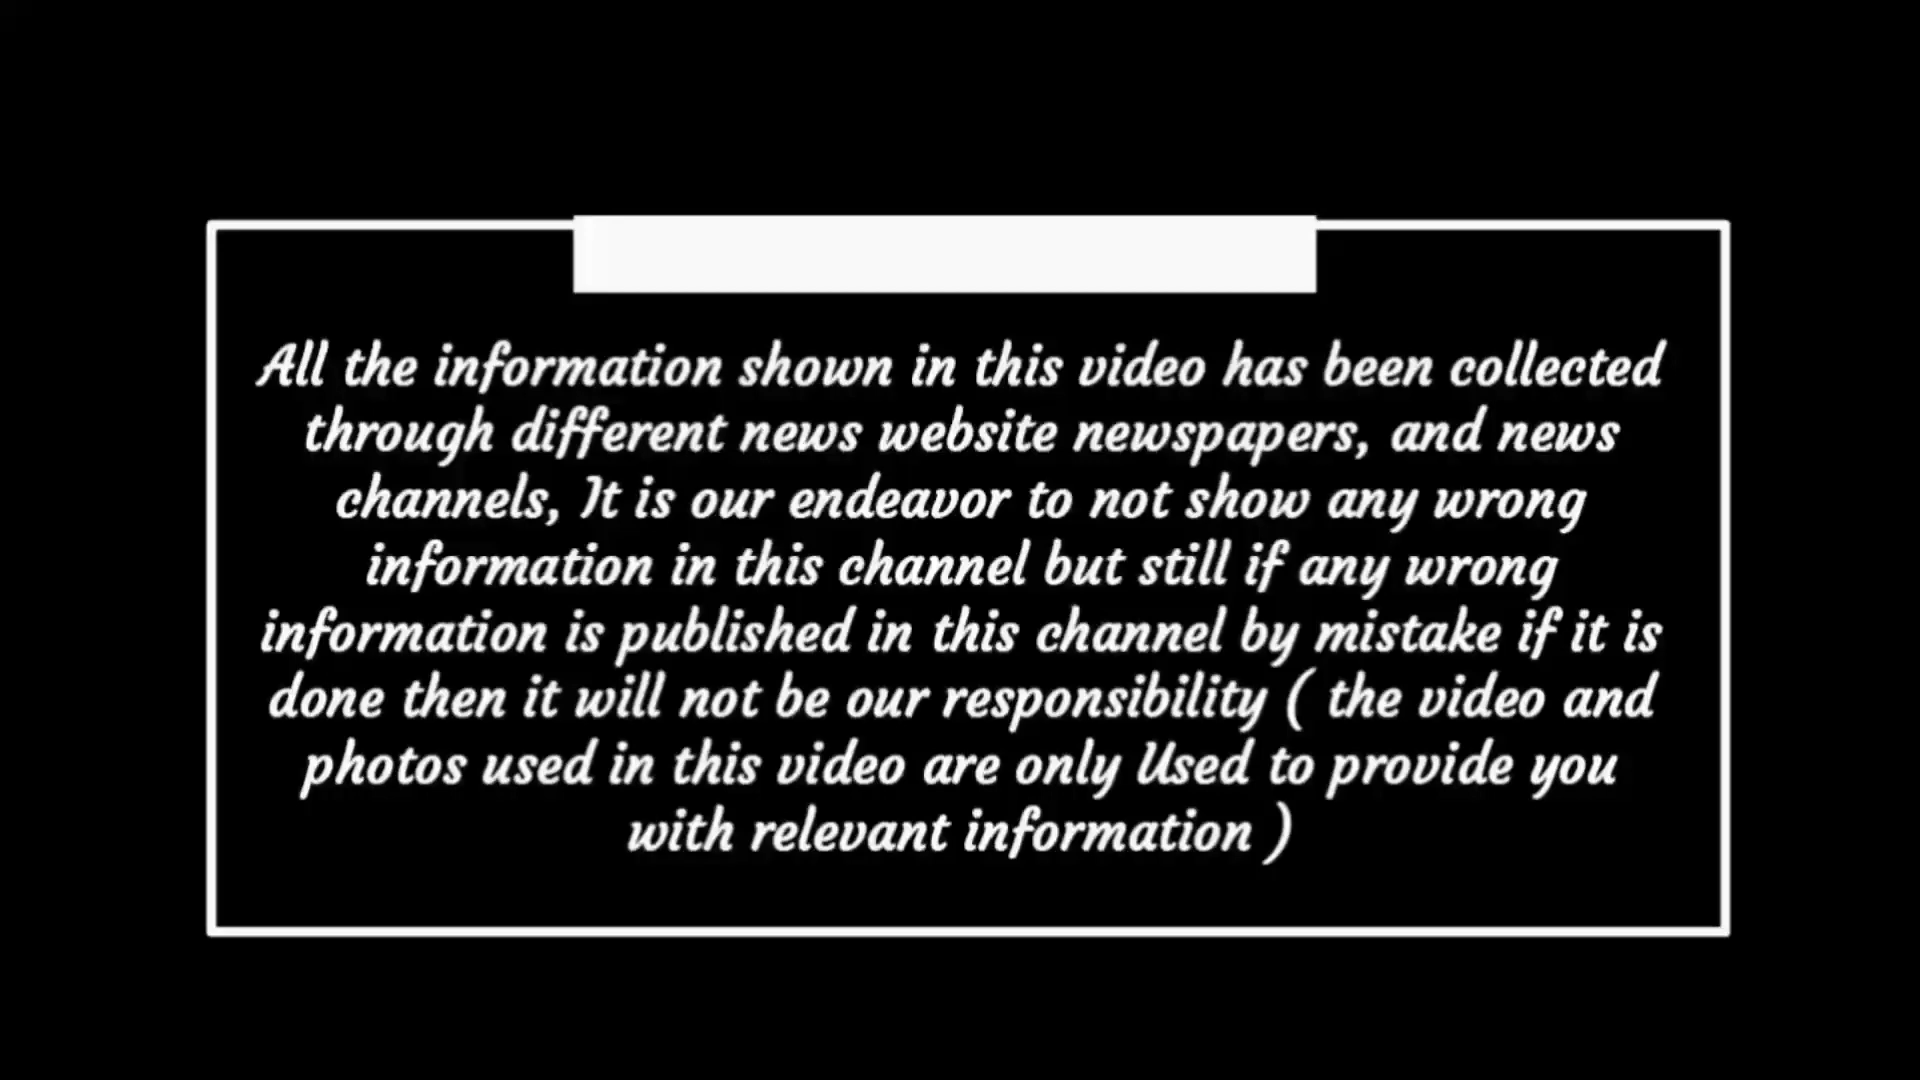 All the information shown in this video has been collected
through different news website newspapers, and news
channels, It is our endeavor to not show any wrong
information in this channel but still if any wrong
information is published in this channel by mistake if it is
done then it will not be our responsibility ( the video and
photos used in this video are only Used to provide you
with relevant information )